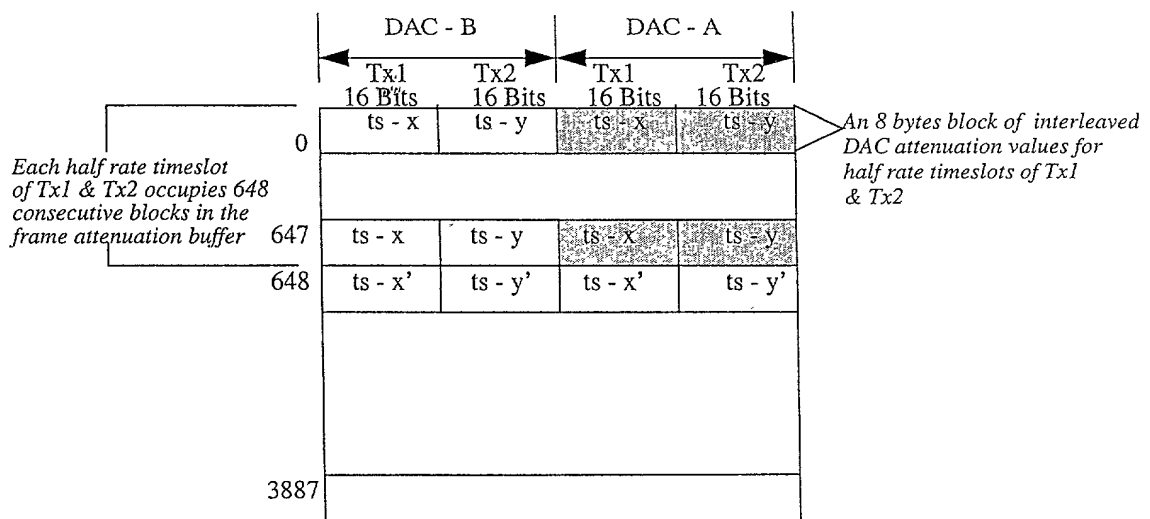 DAC - B DAC - A
Tx1 Tx2 Tx1 Tx2
16 Bits 16 Bits 16 Bits 16 Bits
0 ts - x ts - y ts - x ts - y
An 8 bytes block of interleaved
DAC attenuation values for
half rate timeslots of Tx1
& Tx2
Each half rate timeslot
of Tx1 & Tx2 occupies 648
consecutive blocks in the
frame attenuation buffer
647 ts - x ts - y ts - x ts - y
648 ts - x' ts - y' ts - x' ts - y'
3887